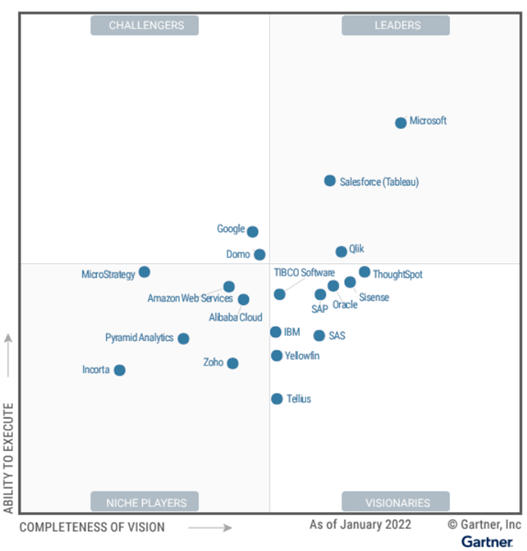 CHALLENGERS
LEADERS
Microsoft
Salesforce (Tableau)
Google
Domo
Qlik
MicroStrategy
TIBCO Software
ThoughtSpot
Amazon Web Services
Sisense
Oracle
SAP
Alibaba Cloud
Pyramid Analytics
IBM
SAS
Incorta
Zoho
Yellowfin
Tellius
NICHE PLAYERS
VISIONARIES
ABILITY TO EXECUTE
COMPLETENESS OF VISION
As of January 2022
© Gartner, Inc
Gartner